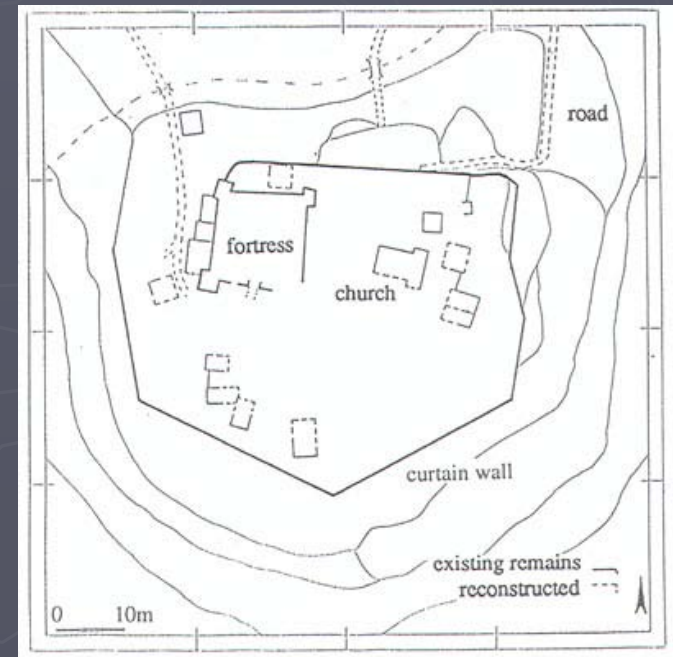 road
fortress
church
curtain wall
existing remains
reconstructed
0 10m